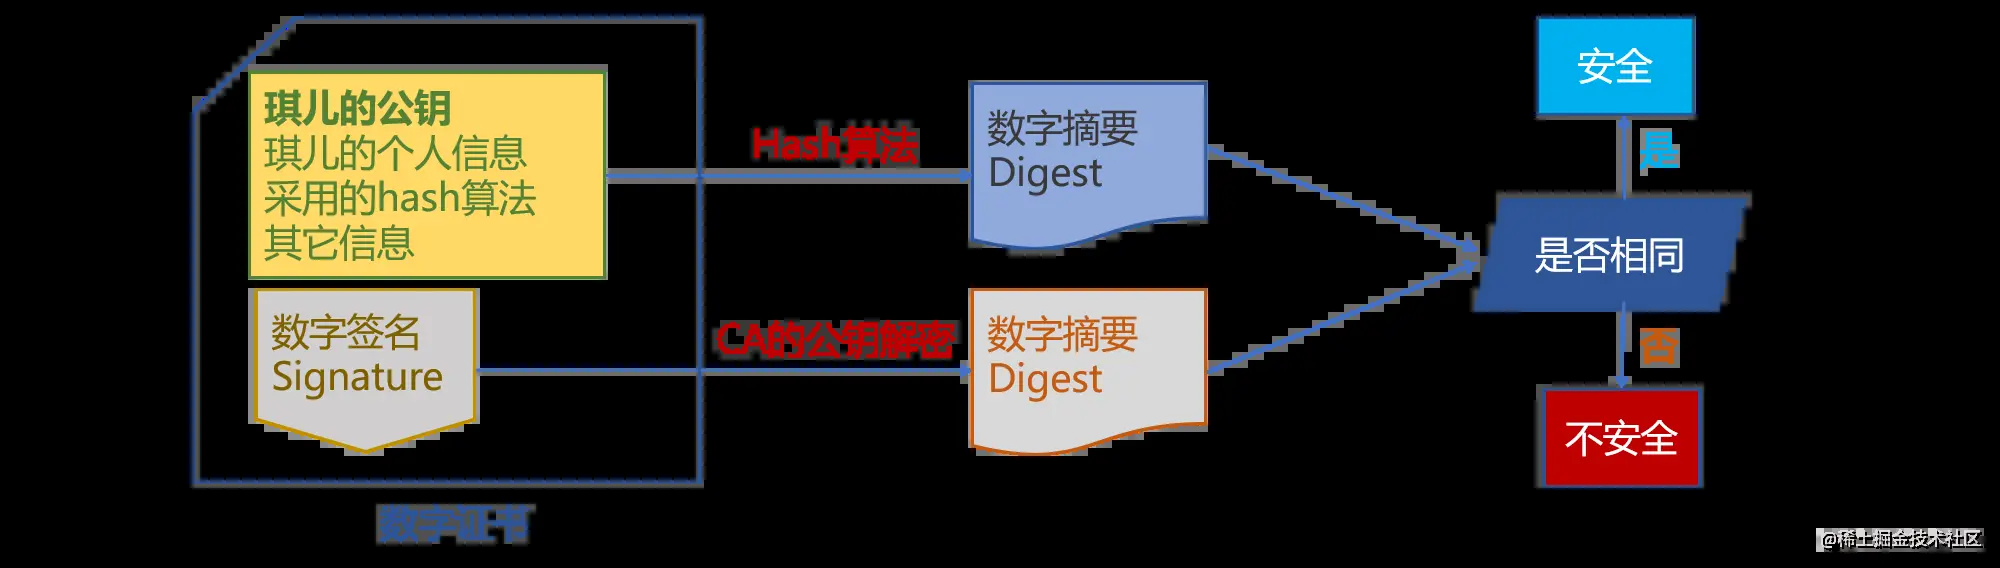 琪儿的公钥
琪儿的个人信息
采用的hash算法
其它信息
数字签名
Signature
数字证书
Hash算法
CA的公钥解密
数字摘要
Digest
数字摘要
Digest
是否相同
是
安全
否
不安全
@稀土掘金技术社区